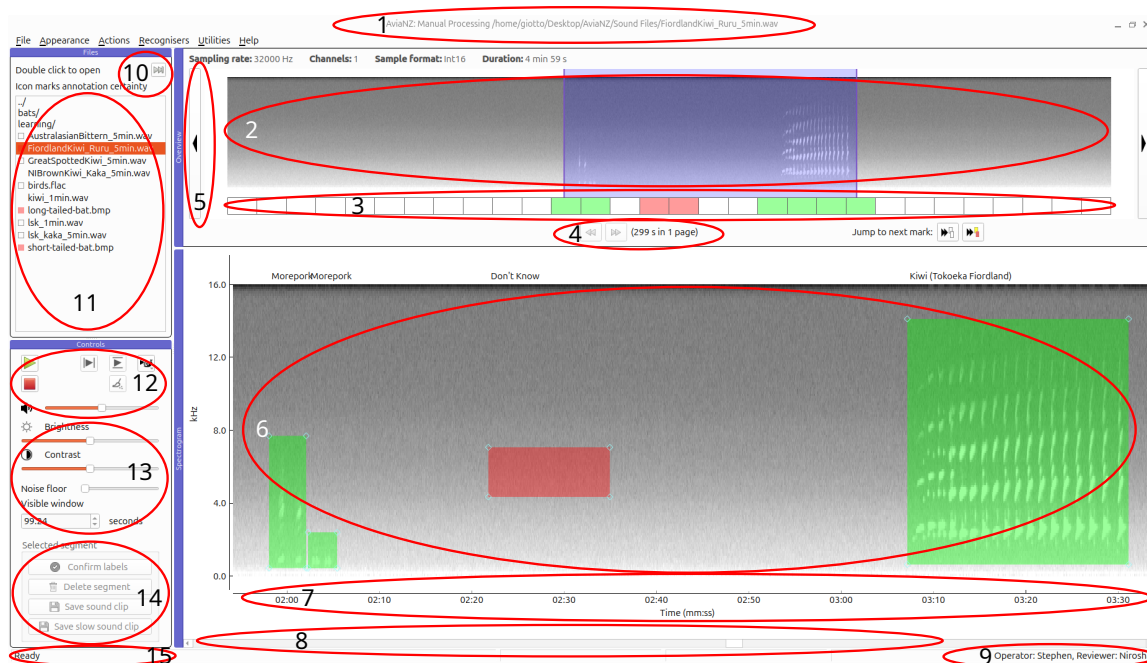 1
AviaNZ: Manual Processing /home/giotto/Desktop/AviaNZ/Sound Files/FiordlandKiwi_Ruru_5min.wav
File Appearance Actions Recognisers Utilities Help
Files
Double click to open
10
Icon marks annotation certainty
../
bats/
learning/
AustralasianBittern_5min.wav
FiordlandKiwi_Ruru_5min.wav
GreatSpottedKiwi_5min.wav
NIBrownKiwi_Kaka_5min.wav
birds.flac
kiwi_1min.wav
long-tailed-bat.bmp
lsk_1min.wav
lsk_kaka_5min.wav
short-tailed-bat.bmp
11
Sampling rate: 32000 Hz Channels: 1 Sample format: Int16 Duration: 4 min 59 s
Overview
2
5
3
4
(299 s in 1 page)
Jump to next mark:
Controls
12
Brightness
Contrast
13
Noise floor
Visible window
99.24 seconds
Selected segment
Confirm labels
Delete segment
14
Save sound clip
Save slow sound clip
Spectrogram
Morepork Morepork Don't Know Kiwi (Tokoeka Fiordland)
kHz
16.0
12.0
8.0
4.0
0.0
6
7
02:00 02:10 02:20 02:30 02:40 02:50 03:00 03:10 03:20 03:30
Time (mm:ss)
8
Ready
15
9
Operator: Stephen, Reviewer: Nirosh